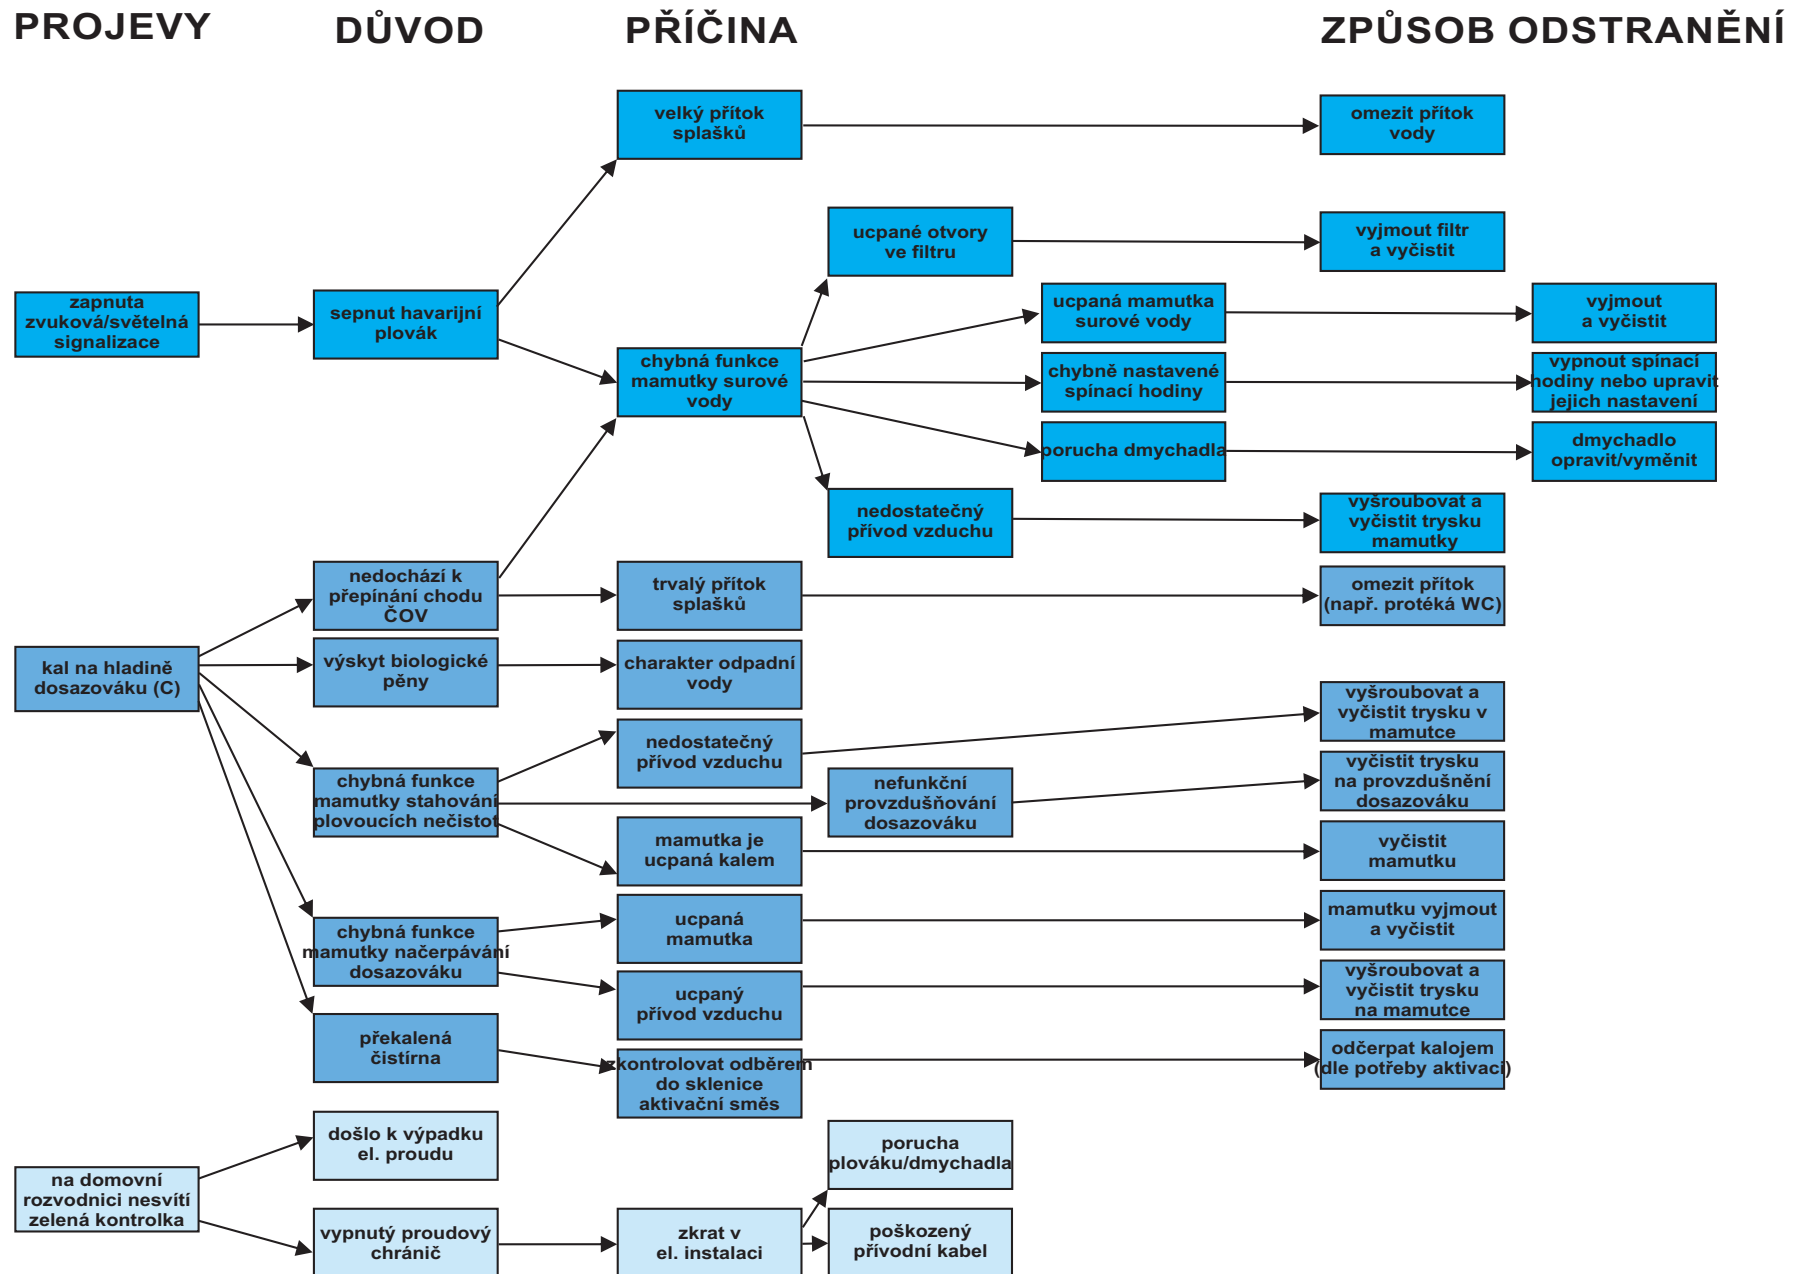 PROJEVY
DŮVOD
PŘÍČINA
ZPŮSOB ODSTRANĚNÍ
velký přítok
splašků
omezit přítok
vody
ucpané otvory
ve filtru
vyjmout filtr
a vyčistit
zapnuta
zvuková/světelná
signalizace
sepnut havarijní
plovák
ucpaná mamutka
surové vody
vyjmout
a vyčistit
chybná funkce
mamutky surové
vody
chybně nastavené
spínací hodiny
vypnout spínací
hodiny nebo upravit
jejich nastavení
porucha dmychadla
dmychadlo
opravit/vyměnit
nedostatečný
přívod vzduchu
vyšroubovat a
vyčistit trysku
mamutky
nedochází k
přepínání chodu
ČOV
trvalý přítok
splašků
omezit přítok
(např. protéká WC)
kal na hladině
dosazováku (C)
výskyt biologické
pěny
charakter odpadní
vody
nedostatečný
přívod vzduchu
vyšroubovat a
vyčistit trysku v
mamutce
chybná funkce
mamutky stahování
plovoucích nečistot
nefunkční
provzdušňování
dosazováku
vyčistit trysku
na provzdušnění
dosazováku
mamutka je
ucpaná kalem
vyčistit
mamutku
chybná funkce
mamutky načerpávání
dosazováku
ucpaná
mamutka
mamutku vyjmout
a vyčistit
ucpaný
přívod vzduchu
vyšroubovat a
vyčistit trysku
na mamutce
překalená
čistírna
zkontrolovat odběrem
do sklenice
aktivační směs
odčerpat kalojem
(dle potřeby aktivaci)
na domovní
rozvodnici nesvítí
zelená kontrolka
došlo k výpadku
el. proudu
porucha
plováku/dmychadla
vypnutý proudový
chránič
zkrat v
el. instalaci
poškozený
přívodní kabel